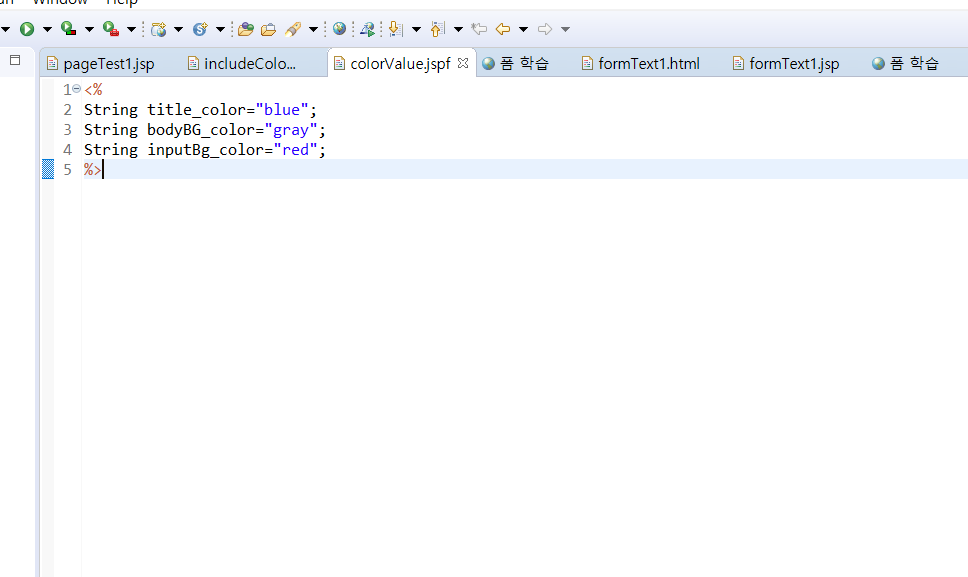 Window Help
pageTest1.jsp includeColo... colorValue.jspf 폼 학습 formText1.html formText1.jsp 폼 학습
1 <%
2 String title_color="blue";
3 String bodyBG_color="gray";
4 String inputBg_color="red";
5 %>